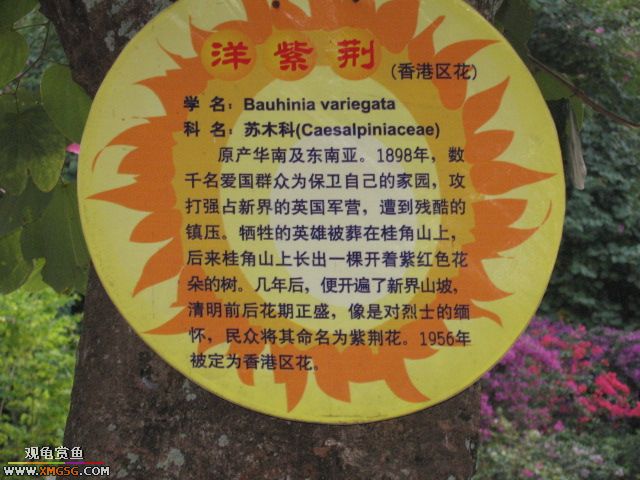 洋紫荆
(香港区花)
学 名：Bauhinia variegata
科 名：苏木科(Caesalpiniaceae)
原产华南及东南亚。1898年，数
千名爱国群众为保卫自己的家园，攻
打强占新界的英国军营，遭到残酷的
镇压。牺牲的英雄被葬在桂角山上，
后来桂角山上长出一棵开着紫红色花
朵的树。几年后，便开遍了新界山坡，
清明前后花期正盛，像是对烈士的缅
怀，民众将其命名为紫荆花。1956年
被定为香港区花。
观龟赏鱼
WWW.XMGSG.COM